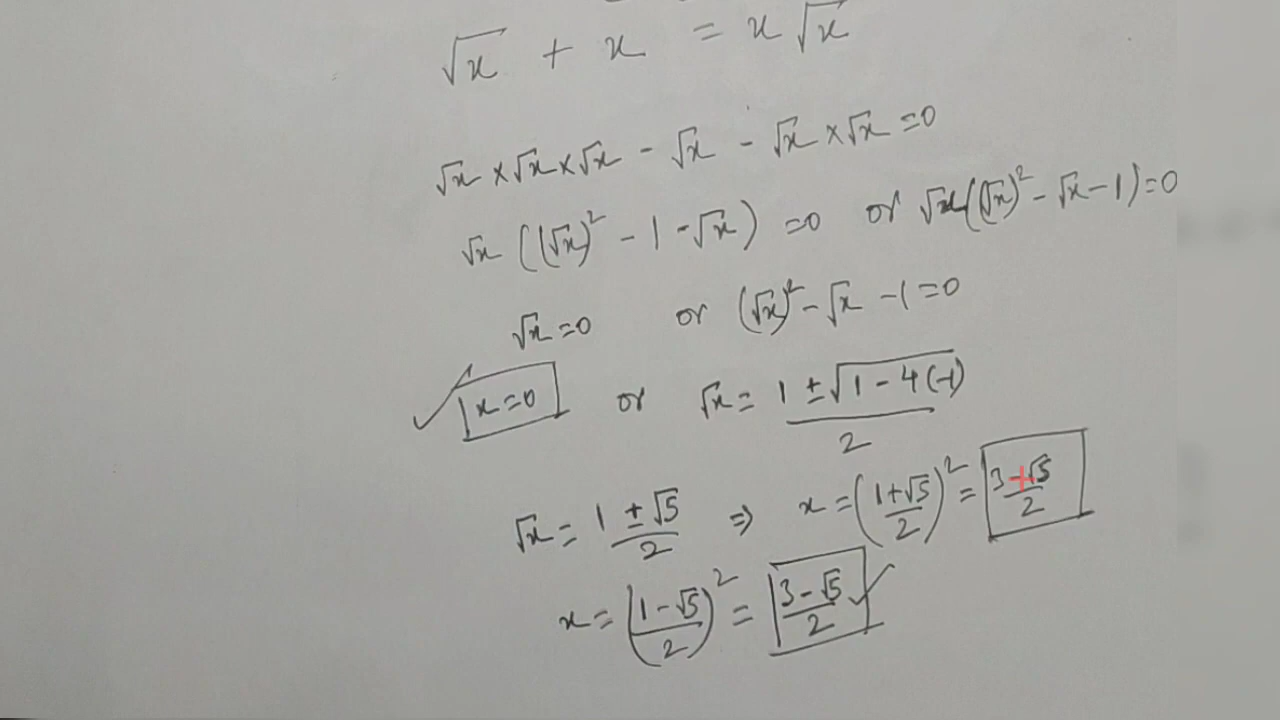 √x + x = x√x
√x × √x × √x - √x - √x × √x = 0
√x ((√x)² - 1 - √x) = 0 or √x((√x)² - √x - 1) = 0
√x = 0 or (√x)² - √x - 1 = 0
x = 0 or √x = (1 ± √(1 - 4(-1)))/2
√x = (1 ± √5)/2 ⇒ x = ((1 + √5)/2)² = (3 + √5)/2
x = ((1 - √5)/2)² = (3 - √5)/2